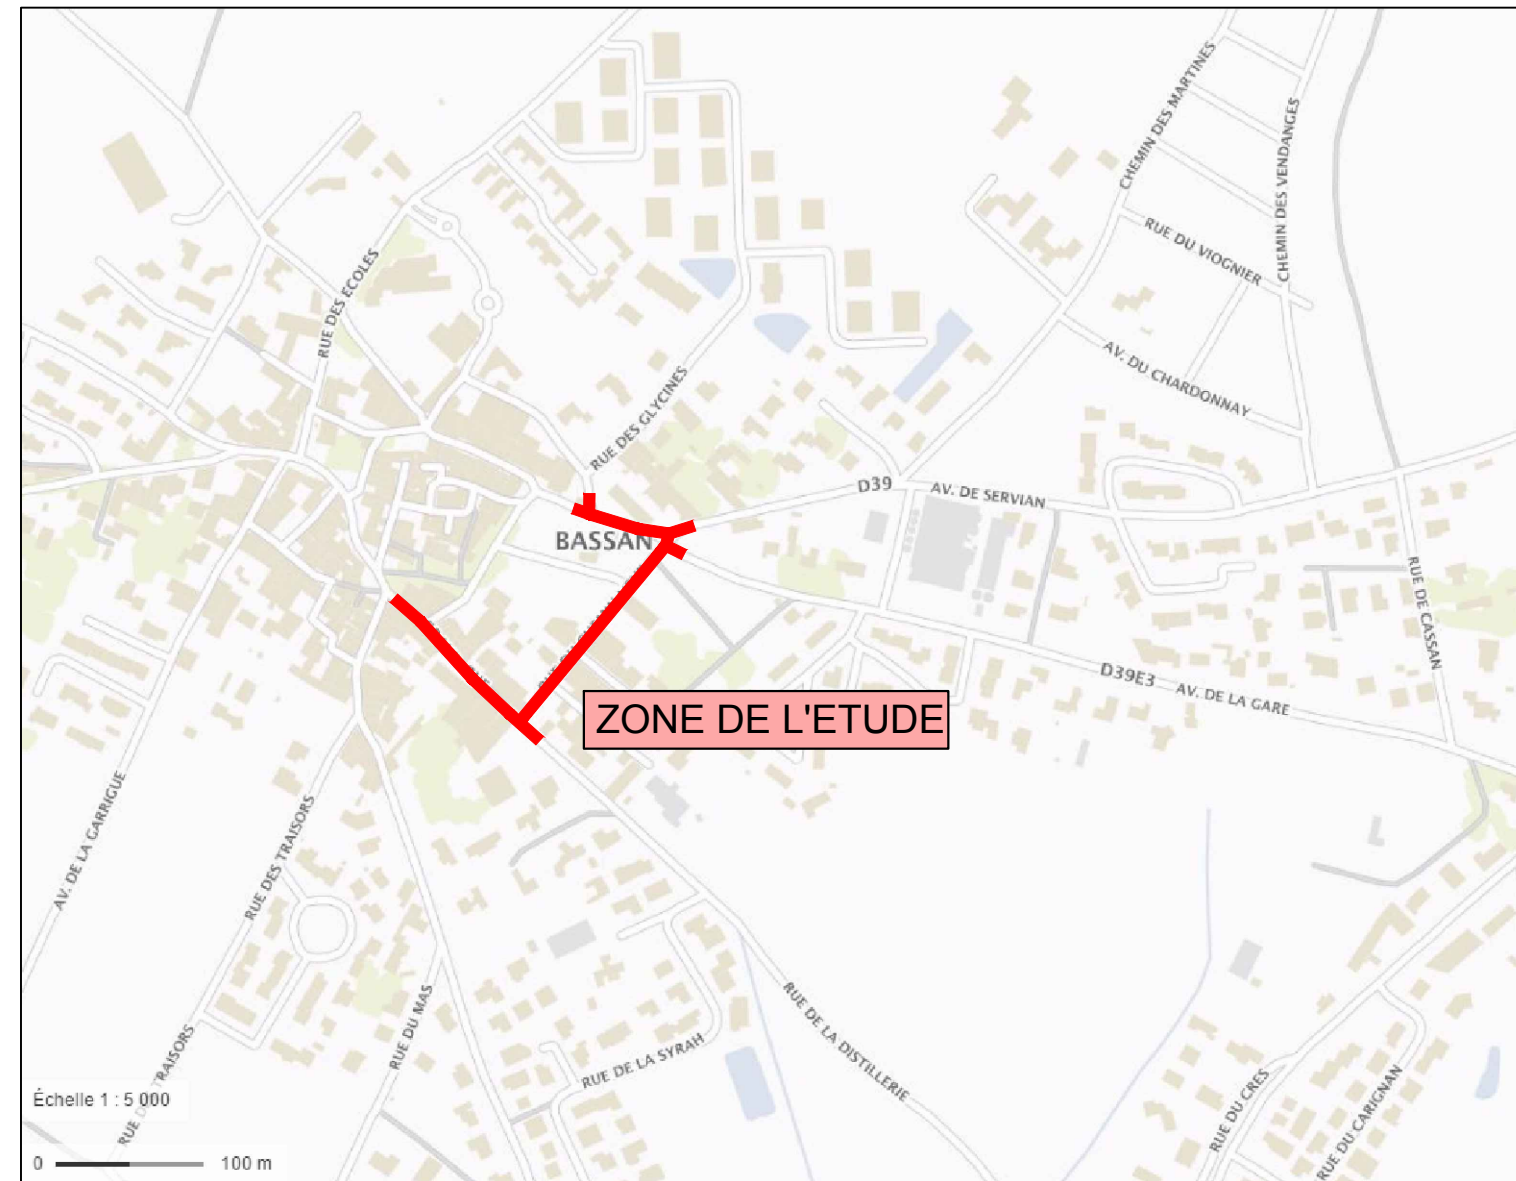 CHEMIN DES MARTINES
CHEMIN DES VENDANGES
RUE DU VIOGNIER
RUE DES ECOLES
AV. DU CHARDONNAY
RUE DES GLYCINES
D39
AV. DE SERVIAN
BASSAN
RUE DE CASSAN
D39E3
AV. DE LA GARE
ZONE DE L'ETUDE
AV. DE LA GARRIGUE
RUE DES TRAISORS
RUE DU MAS
RUE DE LA SYRAH
RUE DE LA DISTILLERIE
RUE DU CRES
RUE DU CARIGNAN
RUE DES TRAISORS
Échelle 1 : 5 000
0 100 m